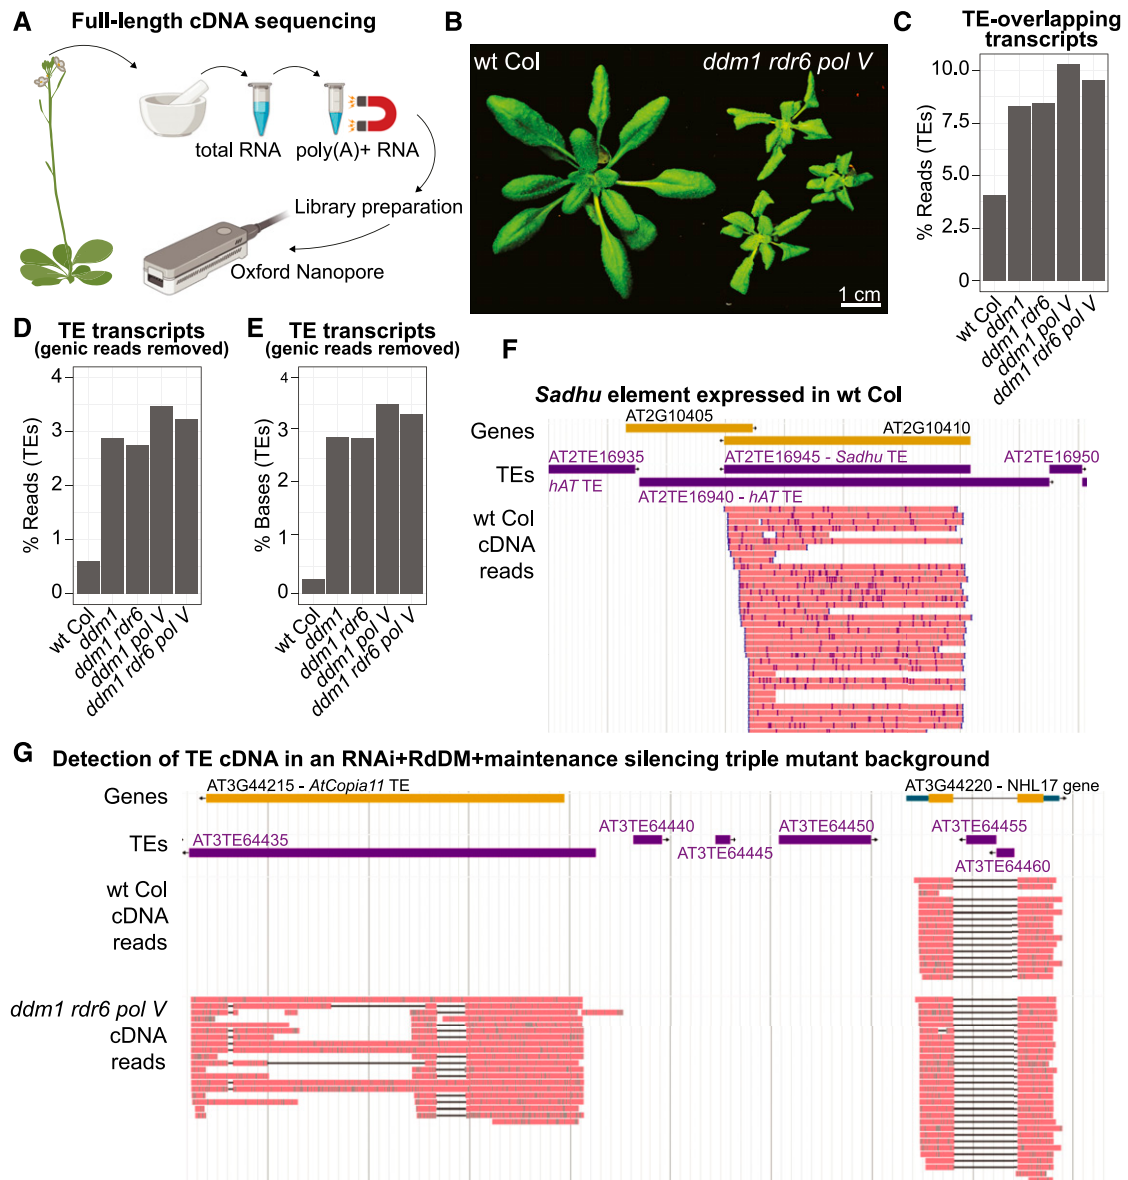 A
Full-length cDNA sequencing
total RNA
poly(A)+ RNA
Library preparation
Oxford Nanopore
B
wt Col
ddm1 rdr6 pol V
1 cm
C
TE-overlapping
transcripts
% Reads (TEs)
10.0
7.5
5.0
2.5
0
wt Col
ddm1
ddm1 rdr6
ddm1 pol V
ddm1 rdr6 pol V
D
TE transcripts
(genic reads removed)
% Reads (TEs)
4
3
2
1
0
wt Col
ddm1
ddm1 rdr6
ddm1 pol V
ddm1 rdr6 pol V
E
TE transcripts
(genic reads removed)
% Bases (TEs)
4
3
2
1
0
wt Col
ddm1
ddm1 rdr6
ddm1 pol V
ddm1 rdr6 pol V
F
Sadhu element expressed in wt Col
AT2G10405
Genes
AT2G10410
AT2TE16935
AT2TE16945 - Sadhu TE
AT2TE16950
TEs
hAT TE
AT2TE16940 - hAT TE
wt Col
cDNA
reads
G
Detection of TE cDNA in an RNAi+RdDM+maintenance silencing triple mutant background
AT3G44215 - AtCopia11 TE
AT3G44220 - NHL17 gene
Genes
TEs
AT3TE64435
AT3TE64440
AT3TE64445
AT3TE64450
AT3TE64455
AT3TE64460
wt Col
cDNA
reads
ddm1 rdr6 pol V
cDNA
reads